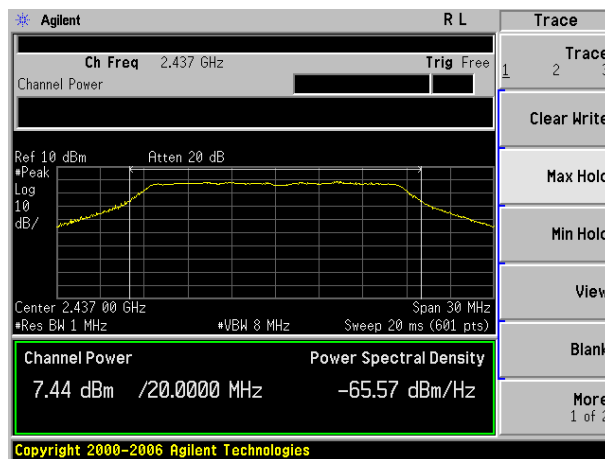 Agilent R L Trace
Ch Freq 2.437 GHz Trig Free
Channel Power
Trace
1 2 3
Clear Write
Ref 10 dBm Atten 20 dB
#Peak
Log
10
dB/
Max Hold
Min Hold
View
Center 2.437 00 GHz Span 30 MHz
#Res BW 1 MHz #VBW 8 MHz Sweep 20 ms (601 pts)
Channel Power Power Spectral Density
7.44 dBm /20.0000 MHz -65.57 dBm/Hz
Blank
More
1 of 2
Copyright 2000-2006 Agilent Technologies